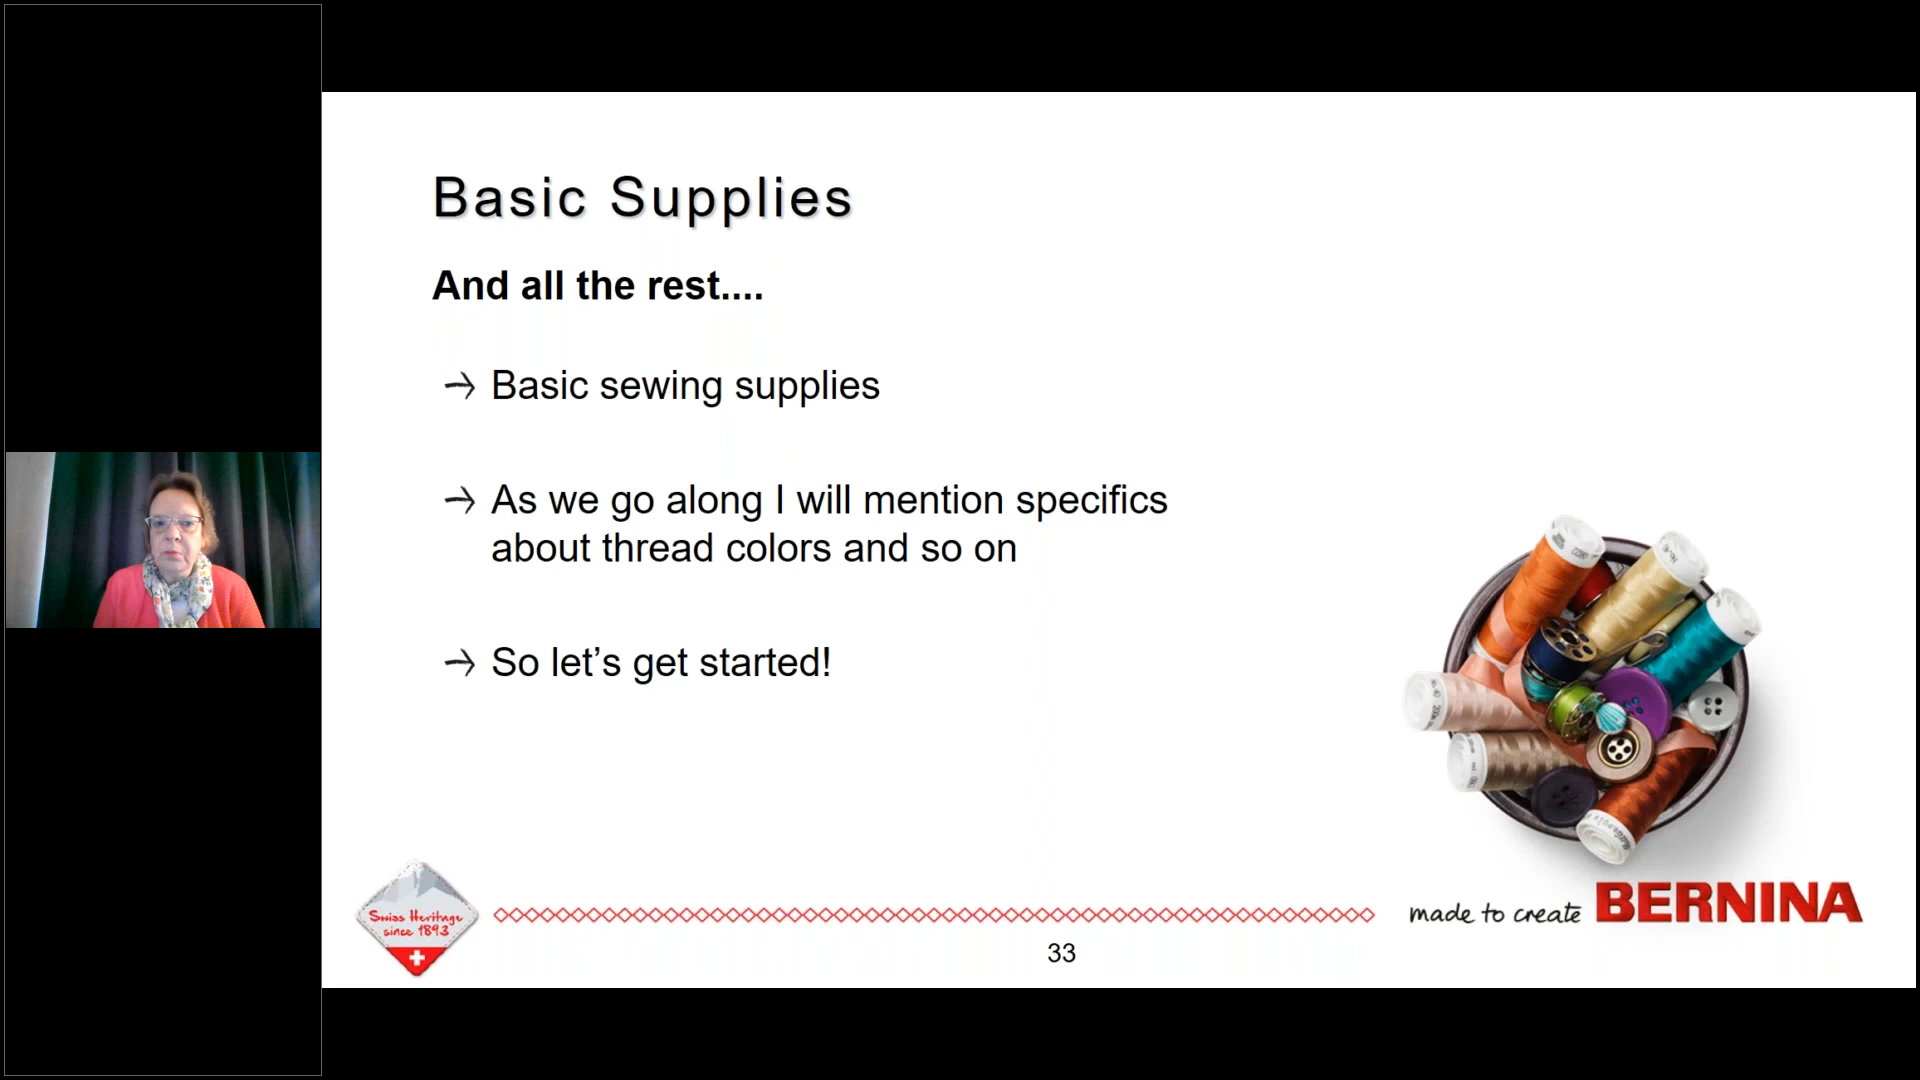 Basic Supplies
And all the rest....
→ Basic sewing supplies
→ As we go along I will mention specifics
about thread colors and so on
→ So let’s get started!
Swiss Heritage
since 1893
made to create BERNINA
33